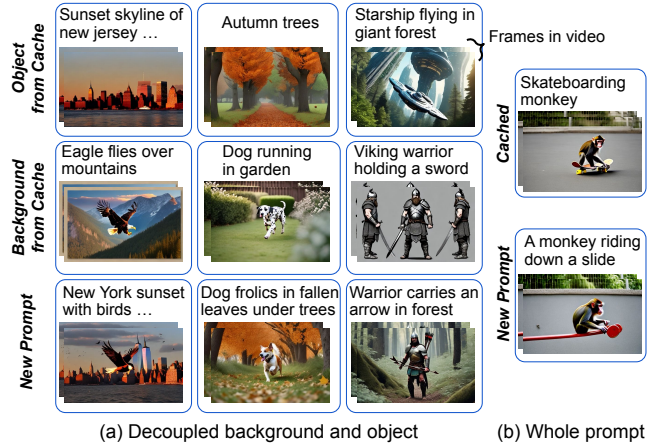 Object
from Cache
Sunset skyline of
new jersey …
Autumn trees
Starship flying in
giant forest
Frames in video
Background
from Cache
Eagle flies over
mountains
Dog running
in garden
Viking warrior
holding a sword
New Prompt
New York sunset
with birds …
Dog frolics in fallen
leaves under trees
Warrior carries an
arrow in forest
(a) Decoupled background and object
Cached
Skateboarding
monkey
New Prompt
A monkey riding
down a slide
(b) Whole prompt